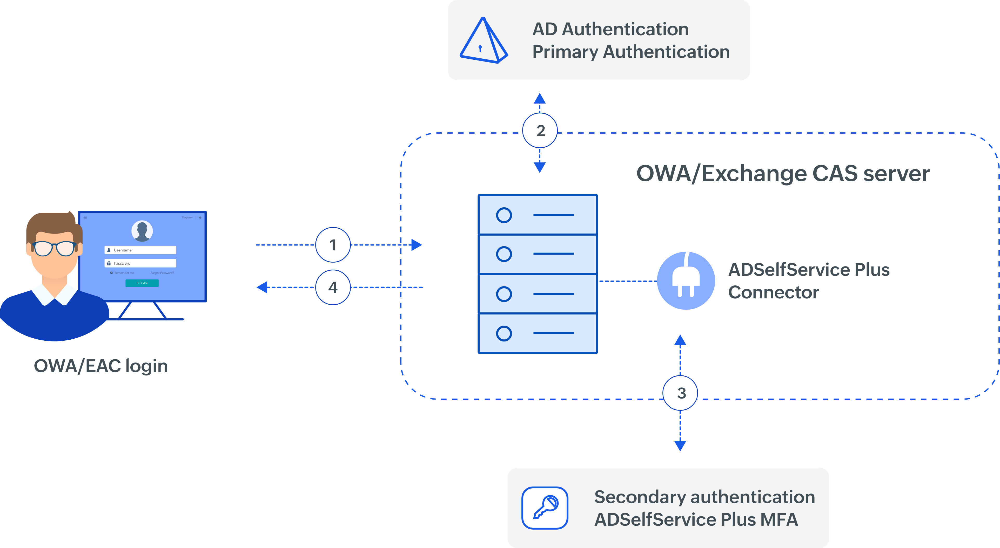 AD Authentication
Primary Authentication
2
OWA/Exchange CAS server
Register
Username
Password
Remember me
Forgot Password?
LOGIN
1
4
ADSelfService Plus
Connector
OWA/EAC login
3
Secondary authentication
ADSelfService Plus MFA